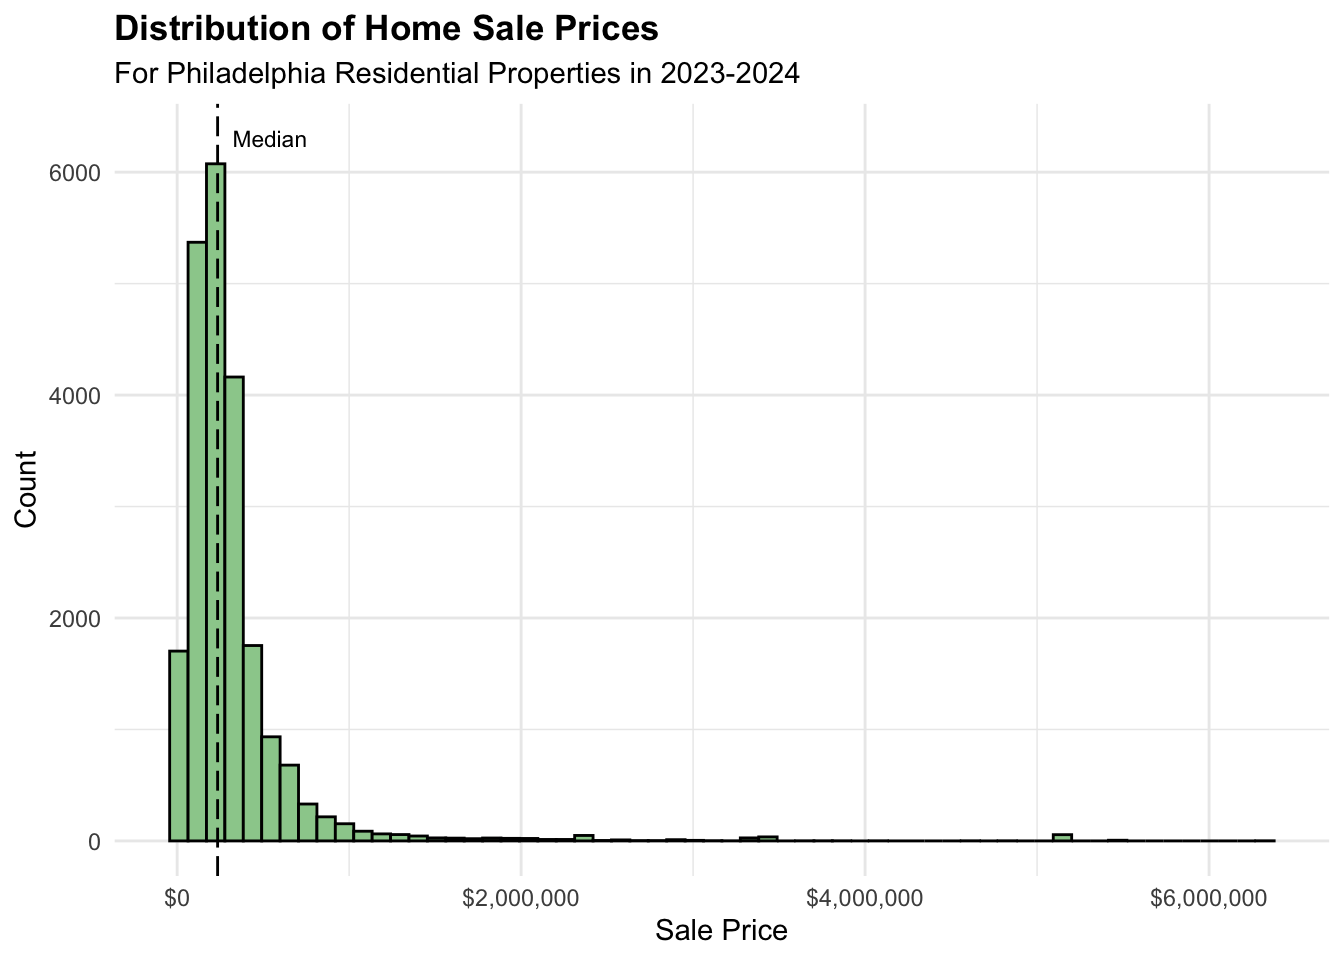 Distribution of Home Sale Prices
For Philadelphia Residential Properties in 2023-2024
Median
6000
4000
2000
0
Count
$0
$2,000,000
$4,000,000
$6,000,000
Sale Price